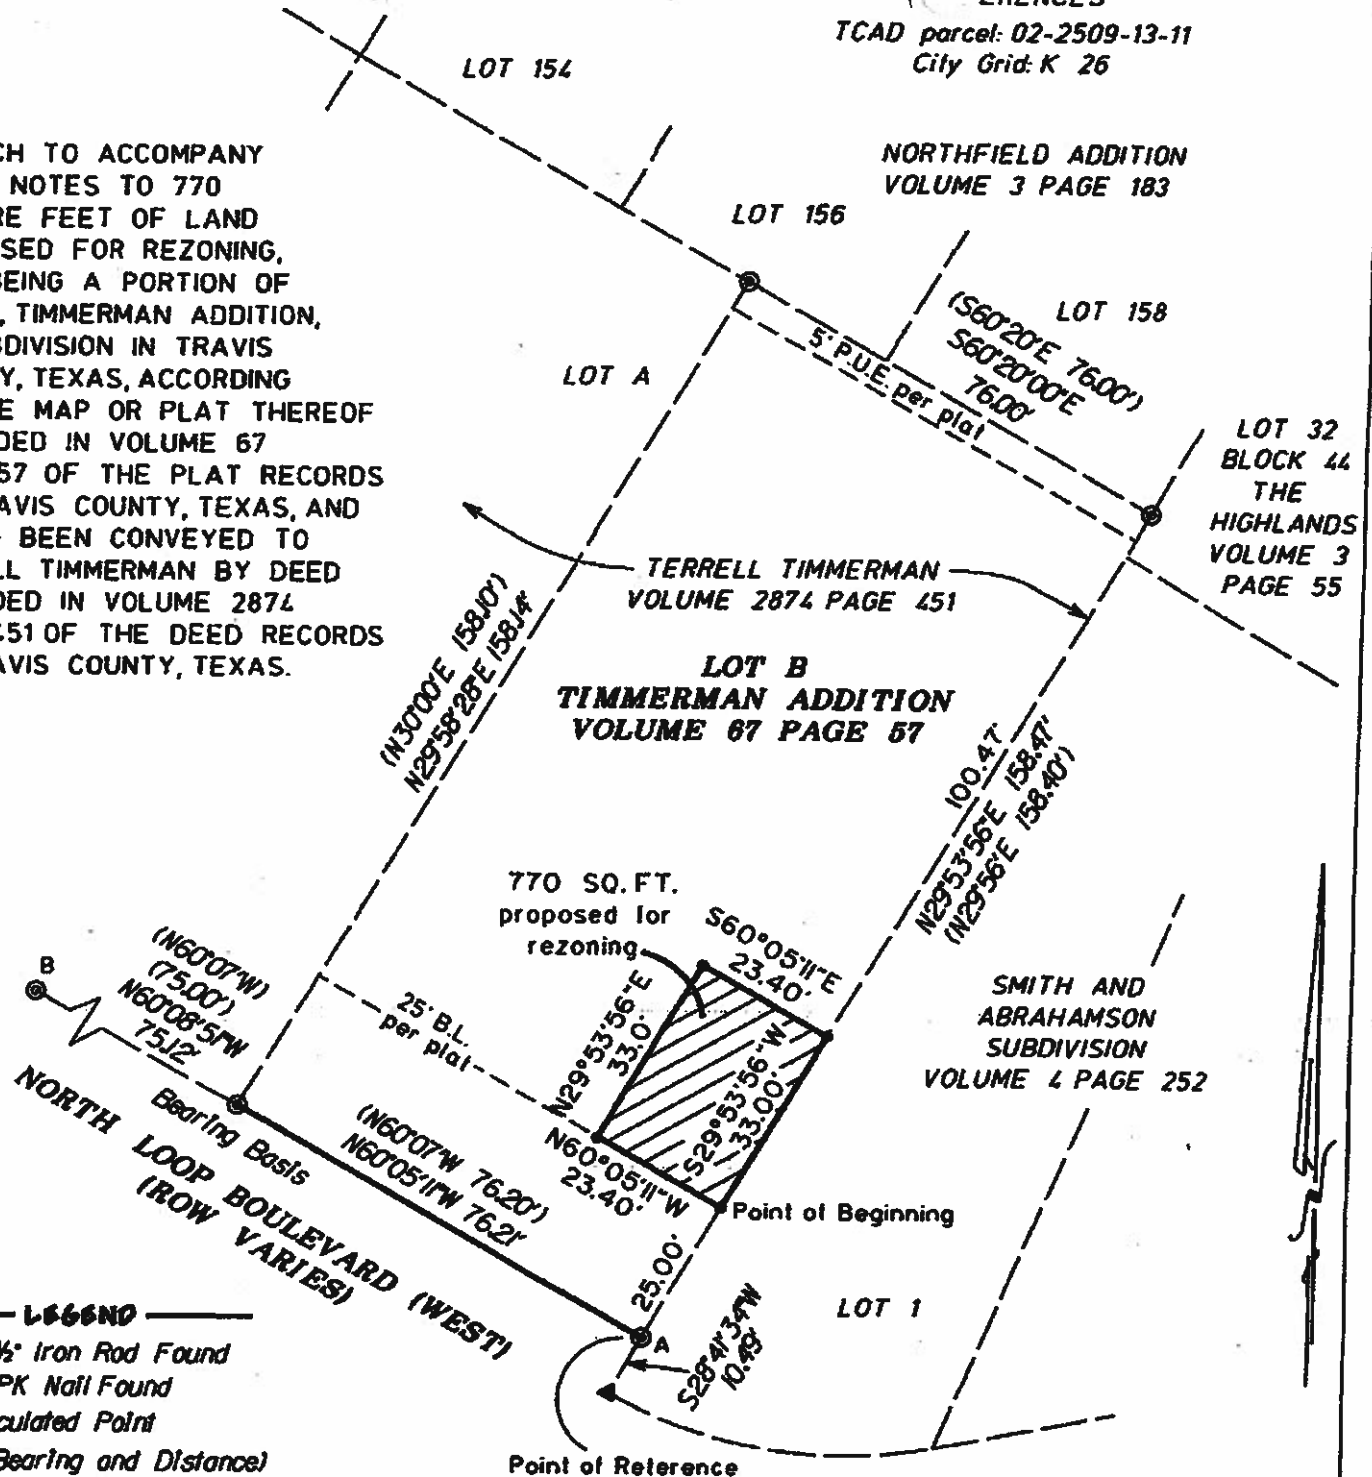 TCAD parcel: 02-2509-13-11
City Grid: K 26
LOT 154
NORTHFIELD ADDITION
VOLUME 3 PAGE 183
CH TO ACCOMPANY
NOTES TO 770
RE FEET OF LAND
SED FOR REZONING,
BEING A PORTION OF
, TIMMERMAN ADDITION,
DIVISION IN TRAVIS
Y, TEXAS, ACCORDING
E MAP OR PLAT THEREOF
DED IN VOLUME 67
57 OF THE PLAT RECORDS
AVIS COUNTY, TEXAS, AND
BEEN CONVEYED TO
LL TIMMERMAN BY DEED
DED IN VOLUME 2874
451 OF THE DEED RECORDS
AVIS COUNTY, TEXAS.
LOT 156
LOT 158
(S60°20'E 76.00')
S60°20'00"E
76.00'
5' P.U.E. per plat
LOT A
LOT 32
BLOCK 44
THE
HIGHLANDS
VOLUME 3
PAGE 55
TERRELL TIMMERMAN
VOLUME 2874 PAGE 451
(N30°00'E 158.10')
N29°58'28"E 158.14'
LOT B
TIMMERMAN ADDITION
VOLUME 67 PAGE 57
100.47'
N29°53'56"E 158.47'
(N29°56'E 158.40')
770 SQ. FT.
proposed for
rezoning
S60°05'11"E
23.40'
N29°53'56"E
33.0'
S29°53'56"W
33.00'
N60°05'11"W
23.40'
Point of Beginning
SMITH AND
ABRAHAMSON
SUBDIVISION
VOLUME 4 PAGE 252
B
(N60°07'W)
(75.00')
N60°08'51"W
75.12'
25' B.L.
per plat
Bearing Basis
(N60°07'W 76.20')
N60°05'11"W 76.21'
NORTH LOOP BOULEVARD (WEST)
(ROW VARIES)
25.00'
A
S28°41'34"W
10.49'
LOT 1
Point of Reference
LEGEND
½" Iron Rod Found
PK Nail Found
culated Point
Bearing and Distance)